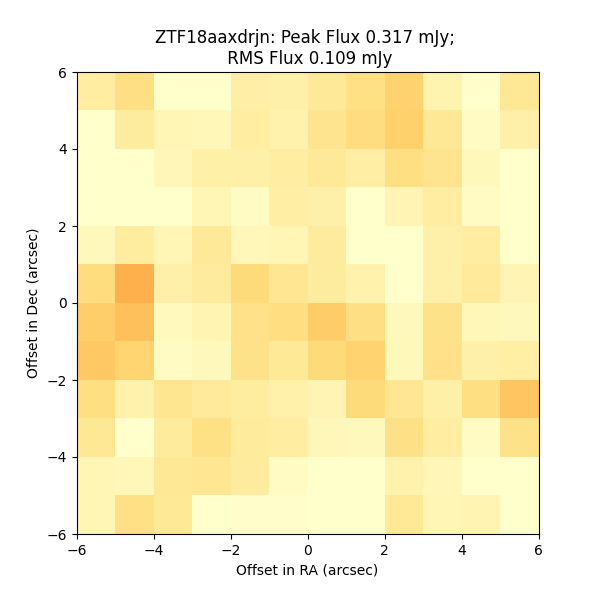 ZTF18aaxdrjn: Peak Flux 0.317 mJy;
RMS Flux 0.109 mJy
6
4
2
0
−2
−4
−6
Offset in Dec (arcsec)
−6 −4 −2 0 2 4 6
Offset in RA (arcsec)